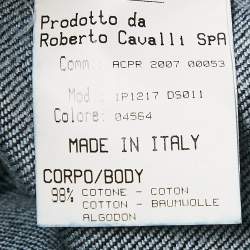 Prodotto da
Roberto Cavalli SpA
Comm.: ACPR 2007 00053
Mod.: 1P1217 DS011
Colore: 04564
MADE IN ITALY
CORPO/BODY
98% COTONE - COTON
COTTON - BAUMWOLLE
ALGODON